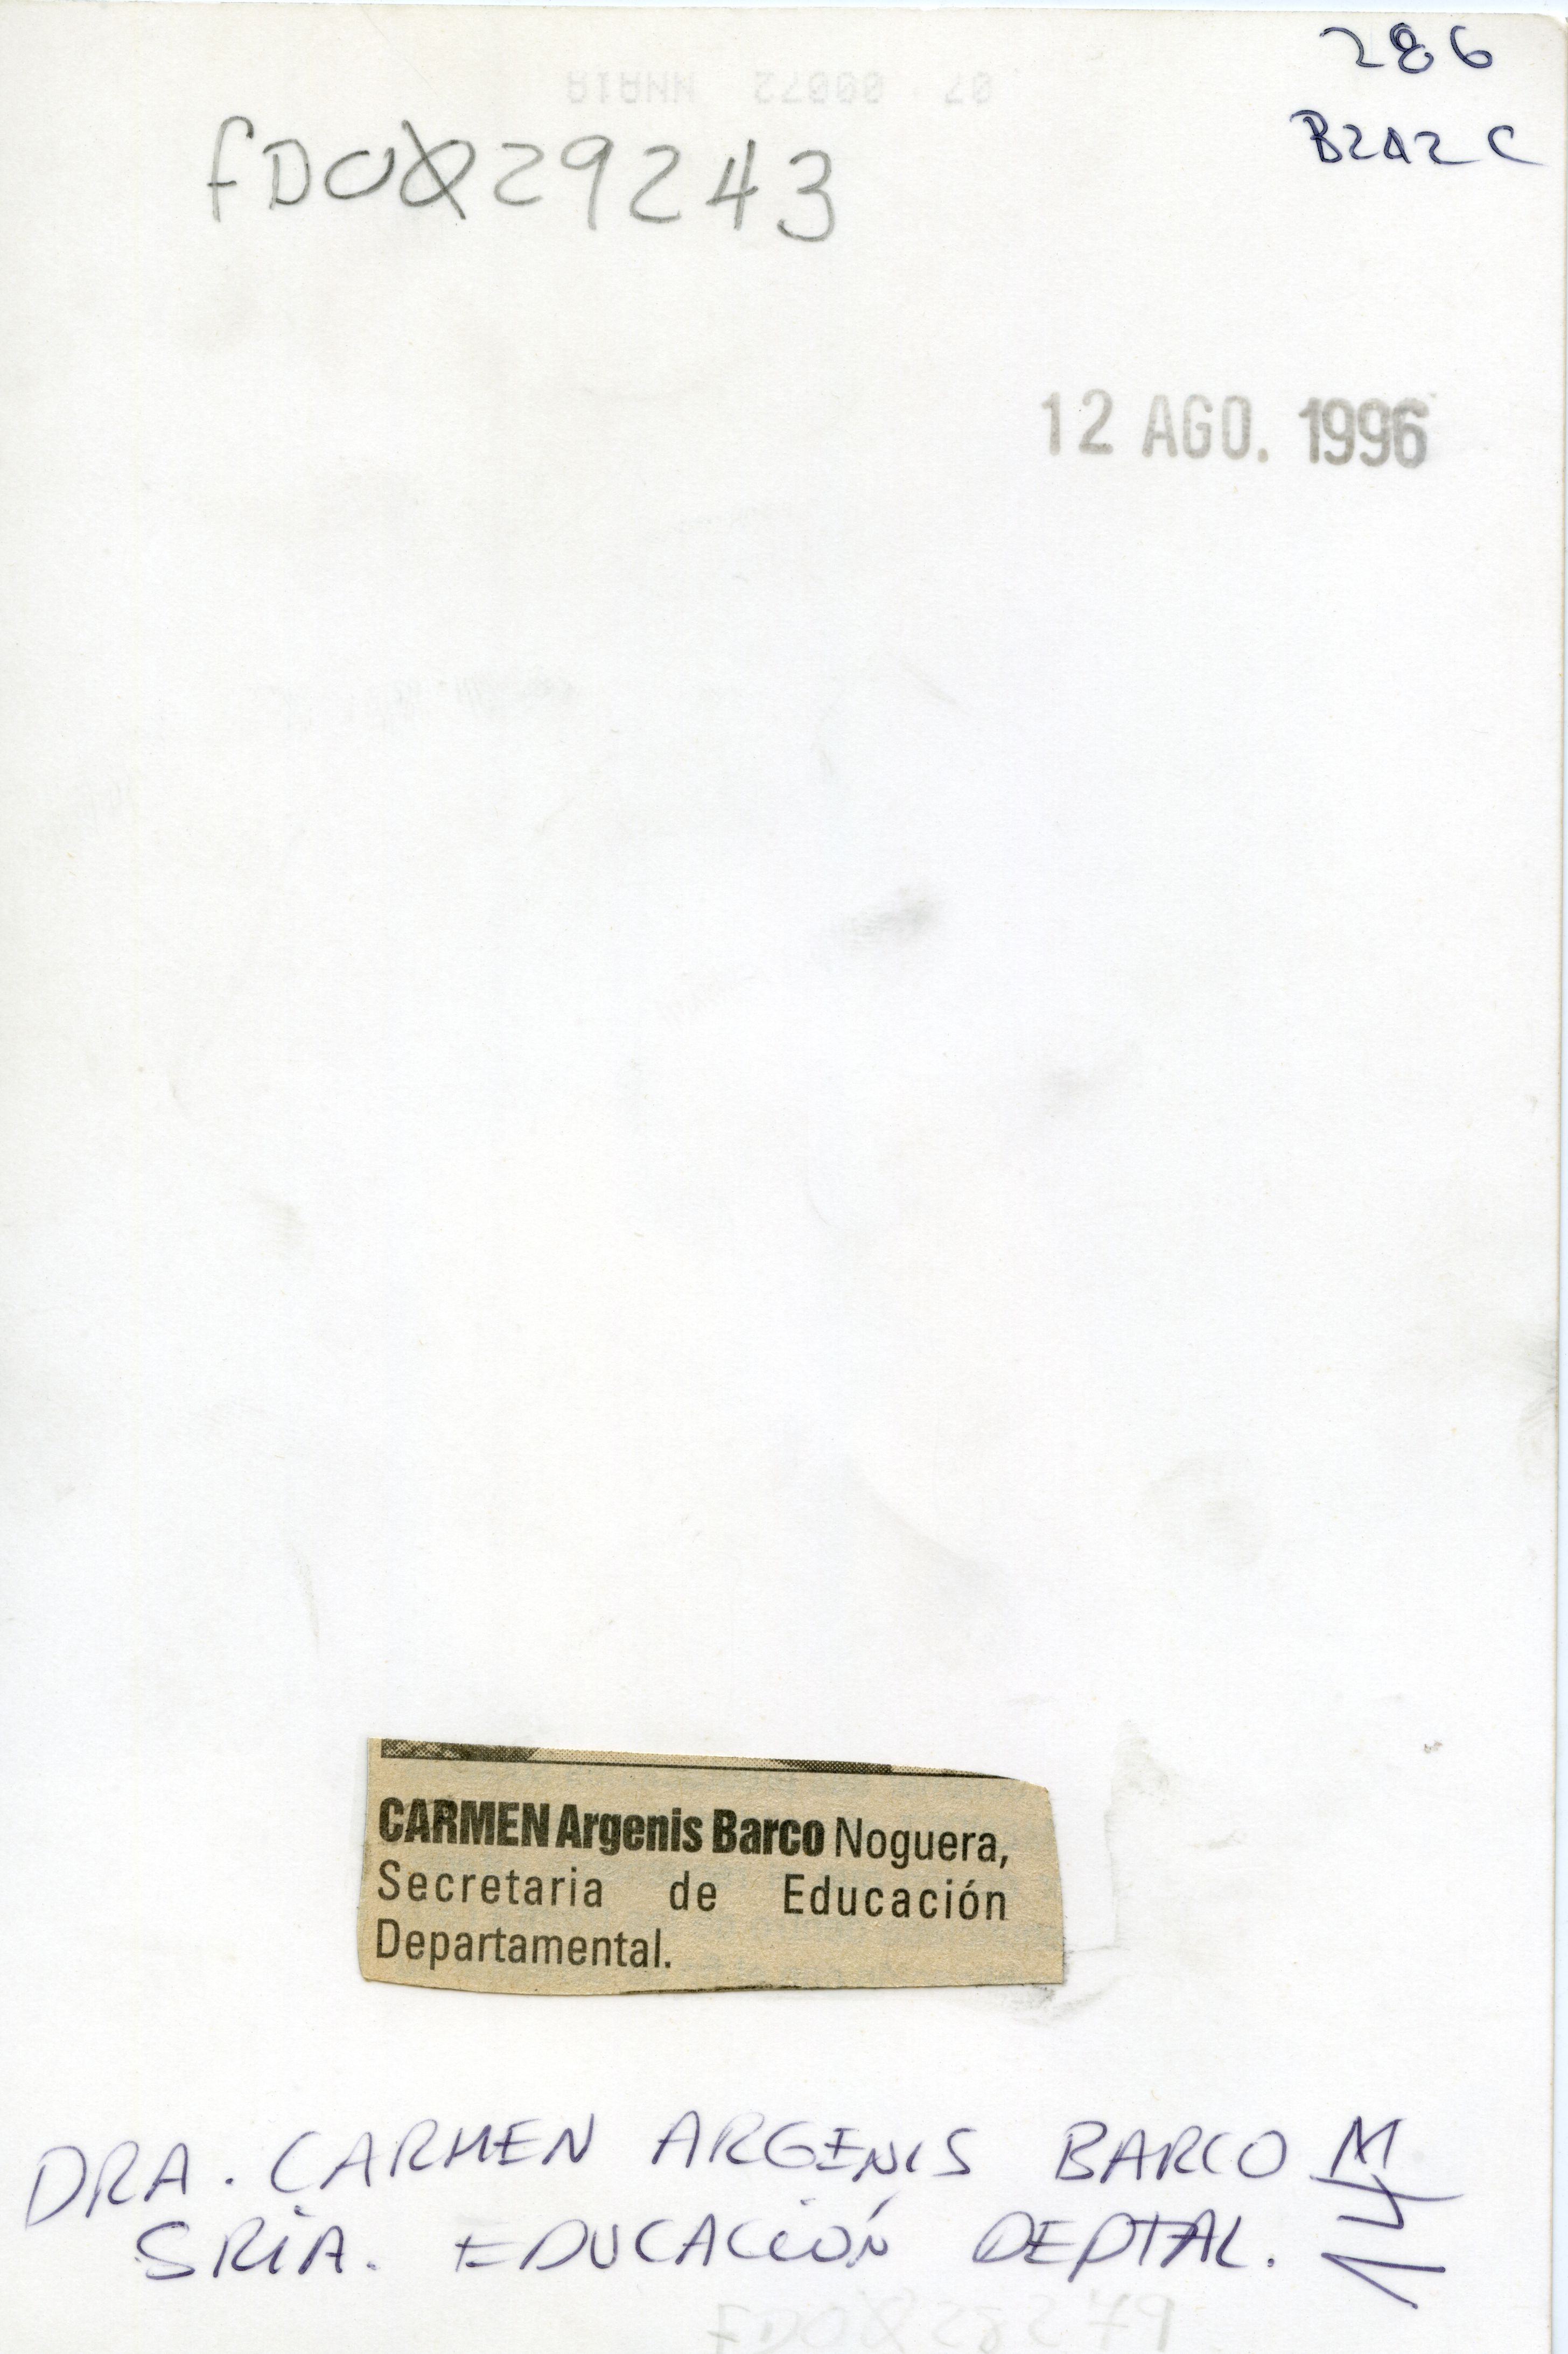 286
B2A2C
FD0029243
12 AGO. 1996
CARMEN Argenis Barco Noguera,
Secretaria de Educación
Departamental.
DRA. CARMEN ARGENIS BARCO
SRIA. EDUCACIÓN DEPTAL.